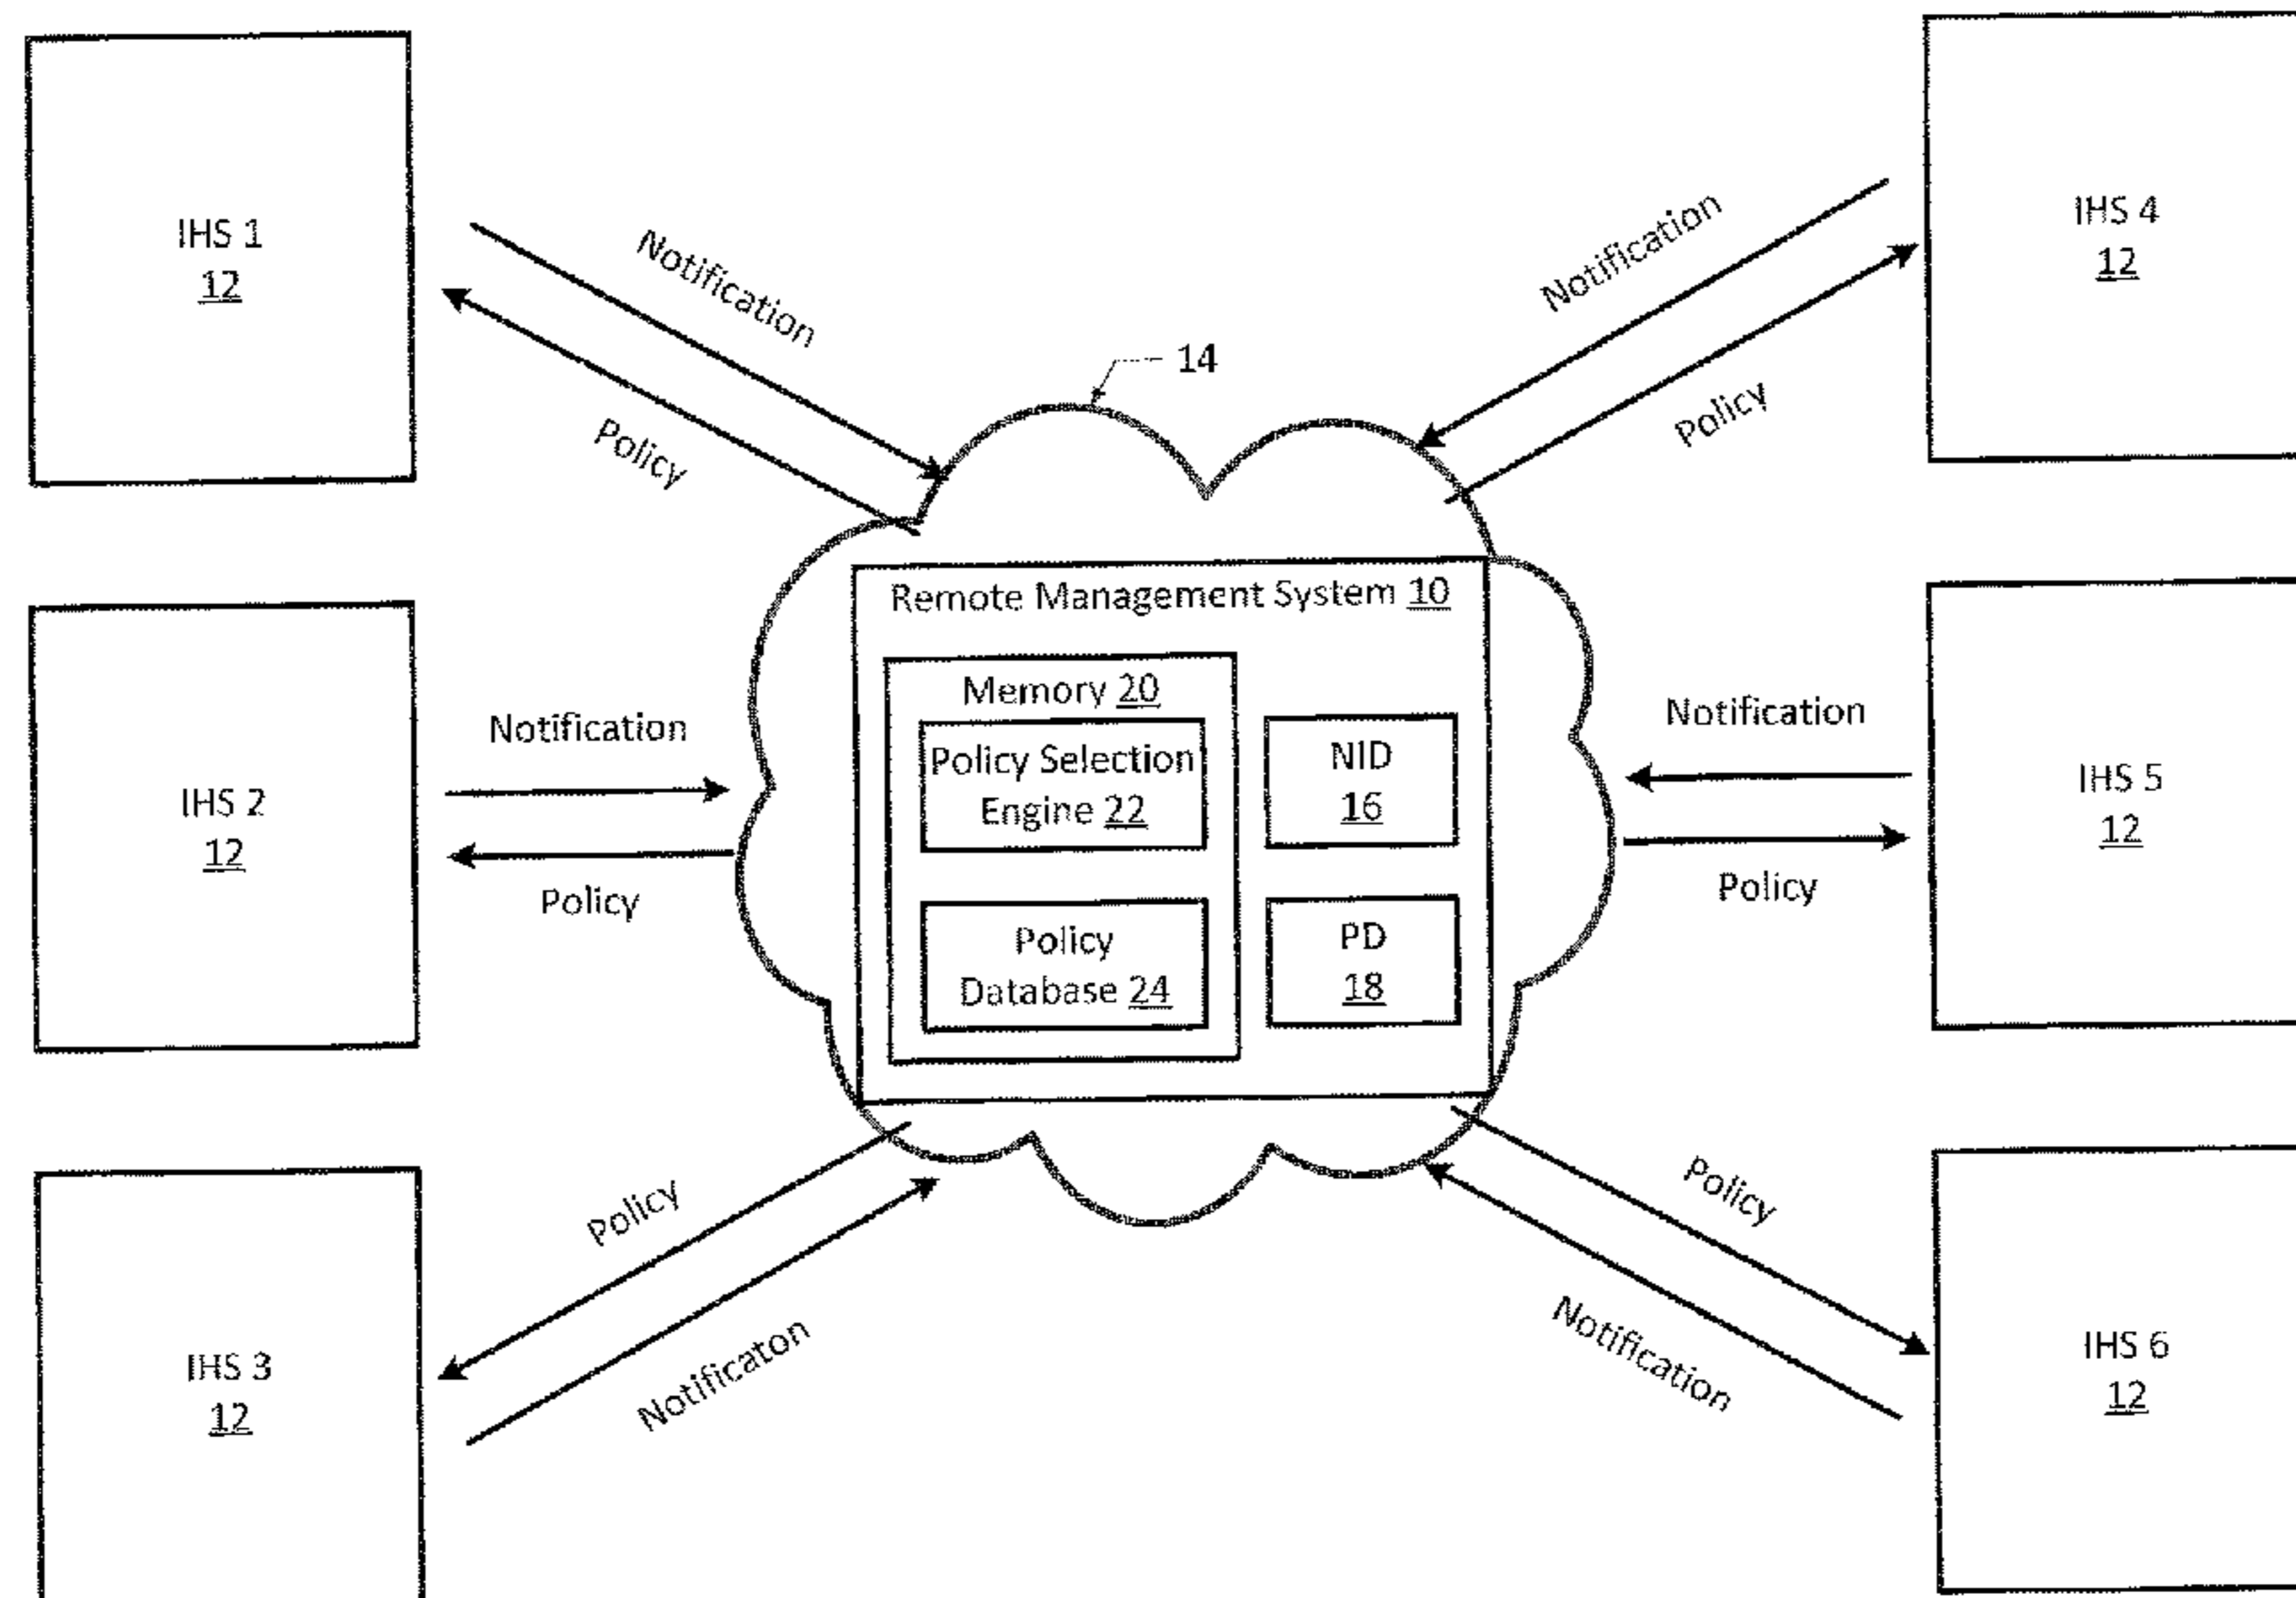 IHS 1
12
Notification
Policy
14
Notification
Policy
IHS 4
12
Remote Management System 10
Memory 20
Policy Selection
Engine 22
NID
16
Policy
Database 24
PD
18
IHS 2
12
Notification
Policy
Notification
Policy
IHS 5
12
IHS 3
12
Policy
Notificaton
Policy
Notification
IHS 6
12